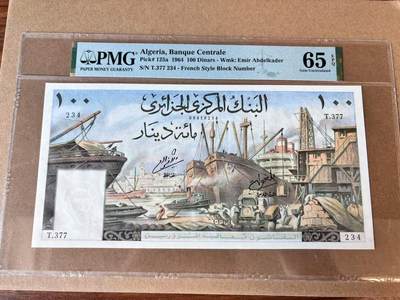 PMG
PAPER MONEY GUARANTY
Algeria, Banque Centrale
Pick# 125a 1964 100 Dinars - Wmk: Emir Abdelkader
S/N T.377 234 - French Style Block Number
65 EPQ
Gem Uncirculated
١٠٠
البنك المركزي الجزائري
١٠٠
234
T.377
مائة دينار
T.377
234